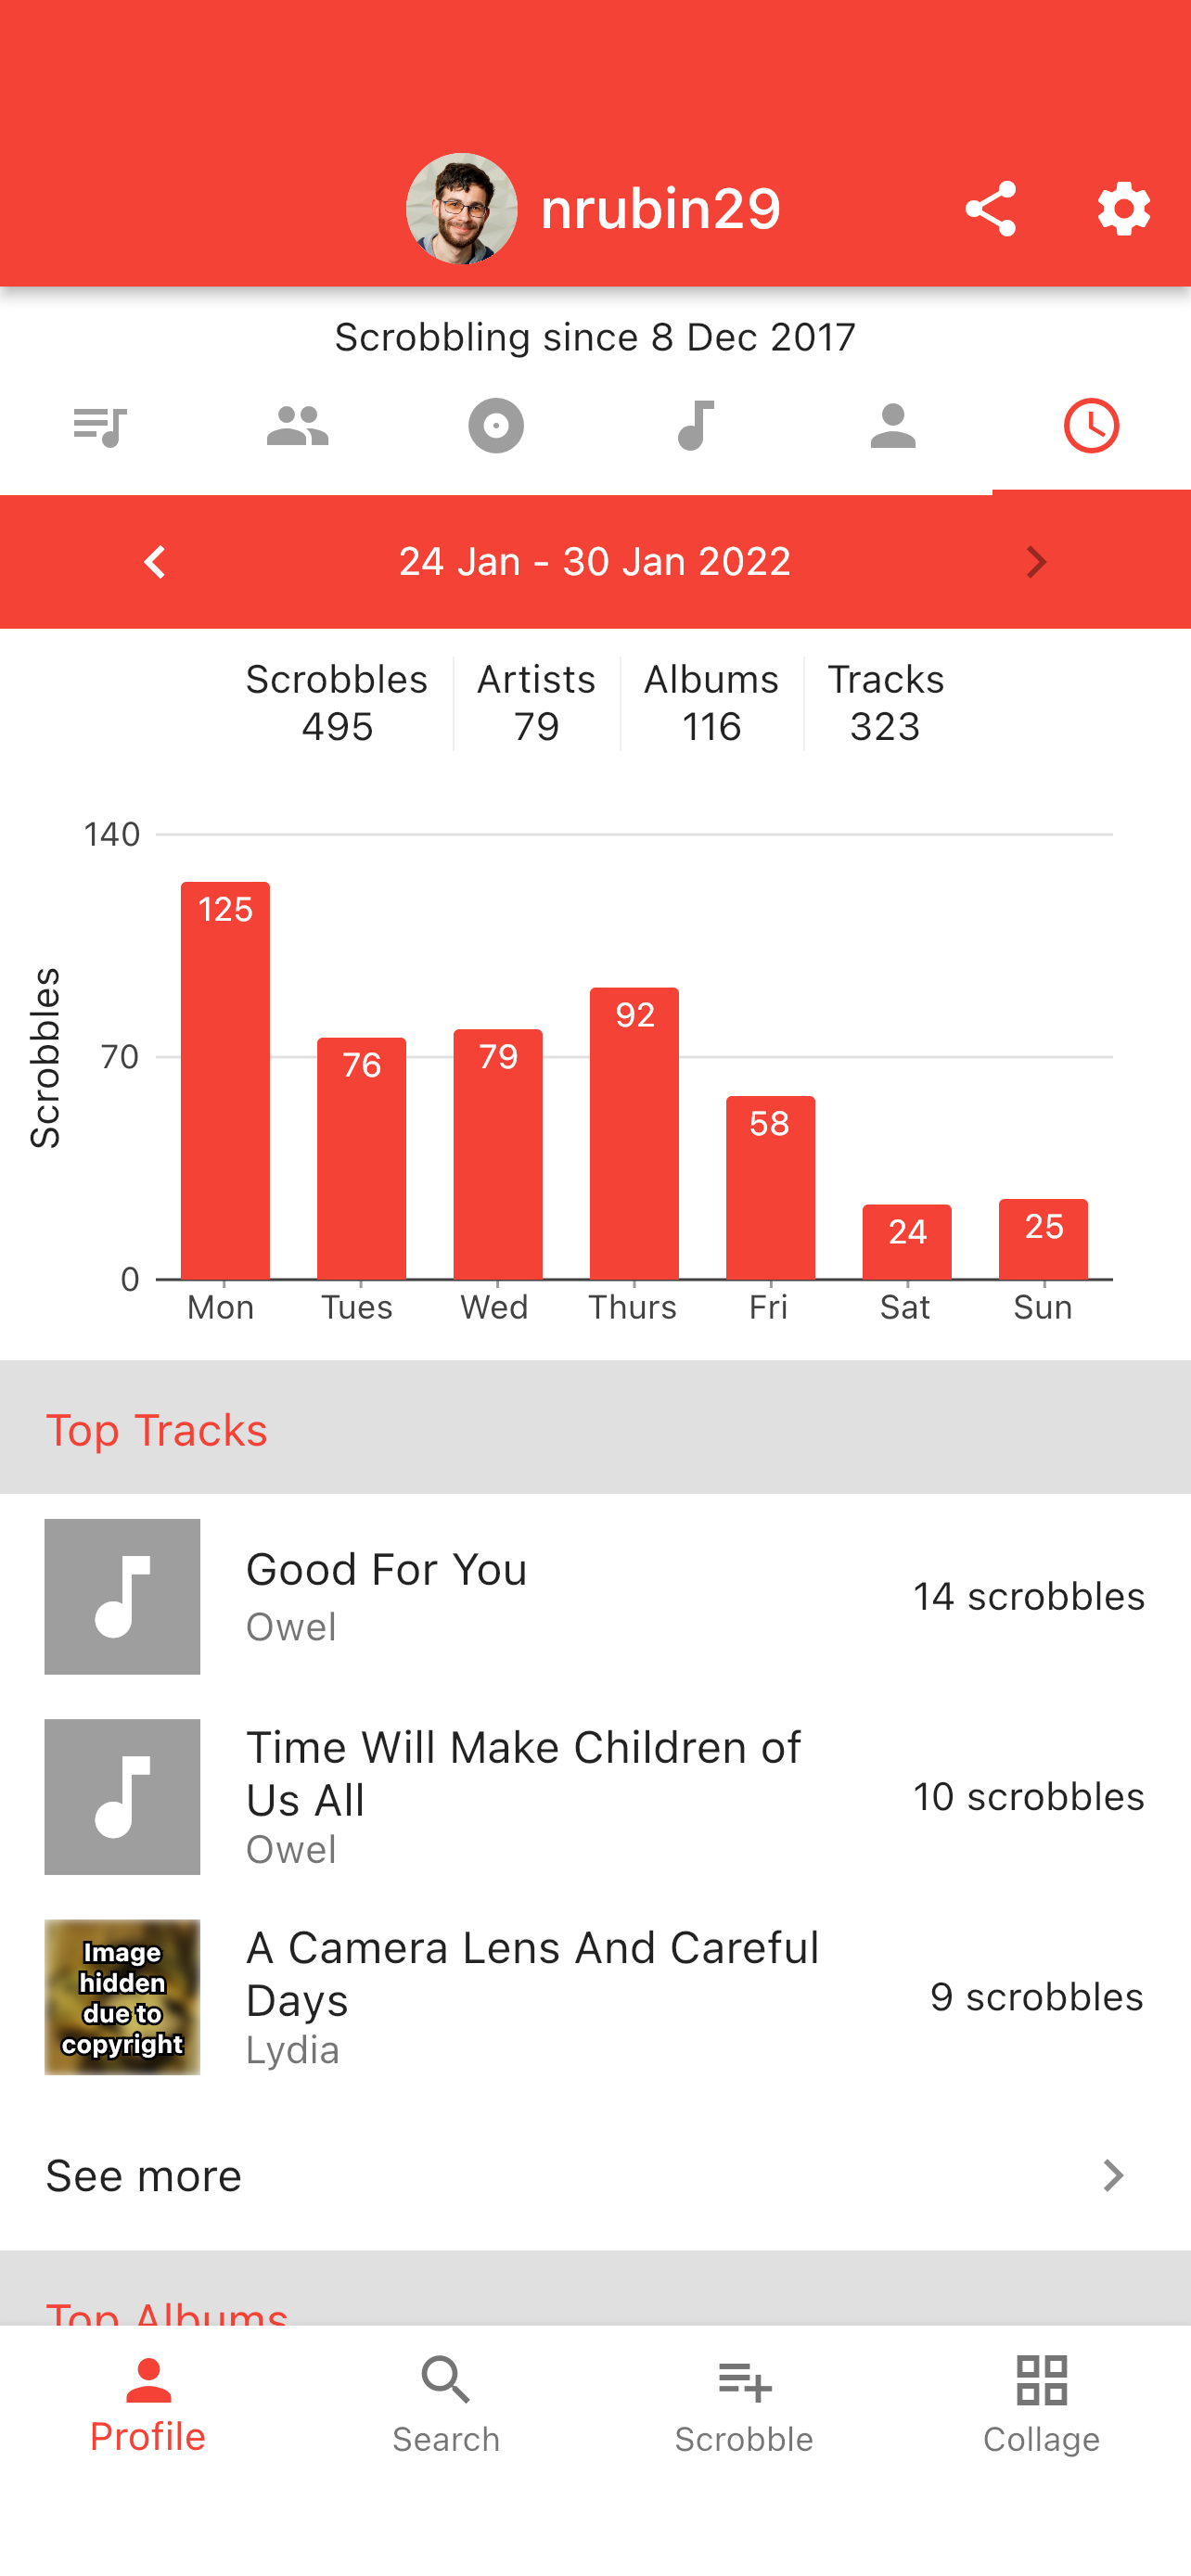 nrubin29
Scrobbling since 8 Dec 2017
24 Jan - 30 Jan 2022
Scrobbles Artists Albums Tracks
495 79 116 323
Scrobbles
140
70
0
125
76
79
92
58
24
25
Mon Tues Wed Thurs Fri Sat Sun
Top Tracks
Good For You
Owel
14 scrobbles
Time Will Make Children of
Us All
Owel
10 scrobbles
Image
hidden
due to
copyright
A Camera Lens And Careful
Days
Lydia
9 scrobbles
See more
Top Albums
Profile Search Scrobble Collage